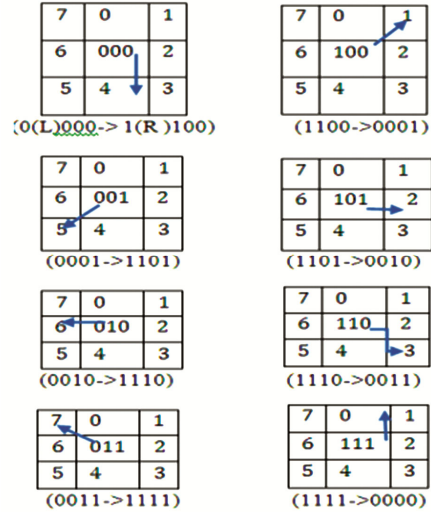 7 0 1
6 000 2
5 4 3
(0(L)000-> 1(R )100)
7 0 1
6 100 2
5 4 3
(1100->0001)
7 0 1
6 001 2
5 4 3
(0001->1101)
7 0 1
6 101 2
5 4 3
(1101->0010)
7 0 1
6 010 2
5 4 3
(0010->1110)
7 0 1
6 110 2
5 4 3
(1110->0011)
7 0 1
6 011 2
5 4 3
(0011->1111)
7 0 1
6 111 2
5 4 3
(1111->0000)